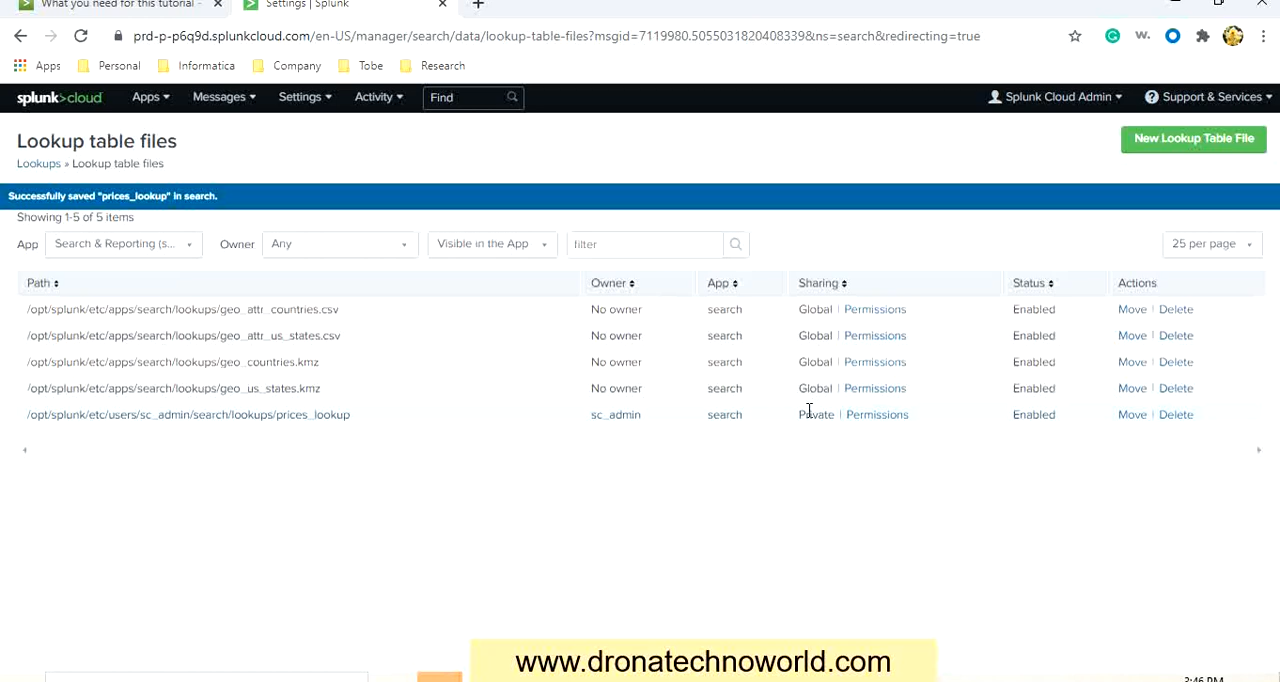 What you need for this tutorial -
Settings | Splunk
prd-p-p6q9d.splunkcloud.com/en-US/manager/search/data/lookup-table-files?msgid=7119980.505503182040833​9&ns=search&redirecting=true
Apps Personal Informatica Company Tobe Research
splunk>cloud Apps Messages Settings Activity Find Splunk Cloud Admin Support & Services
Lookup table files
New Lookup Table File
Lookups » Lookup table files
Successfully saved "prices_lookup" in search.
Showing 1-5 of 5 items
App Search & Reporting (s... Owner Any Visible in the App filter 25 per page
Path Owner App Sharing Status Actions
/opt/splunk/etc/apps/search/lookups/geo_attr_countries.csv No owner search Global | Permissions Enabled Move | Delete
/opt/splunk/etc/apps/search/lookups/geo_attr_us_states.csv No owner search Global | Permissions Enabled Move | Delete
/opt/splunk/etc/apps/search/lookups/geo_countries.kmz No owner search Global | Permissions Enabled Move | Delete
/opt/splunk/etc/apps/search/lookups/geo_us_states.kmz No owner search Global | Permissions Enabled Move | Delete
/opt/splunk/etc/users/sc_admin/search/lookups/prices_lookup sc_admin search Private | Permissions Enabled Move | Delete
www.dronatechnoworld.com
3:46 PM